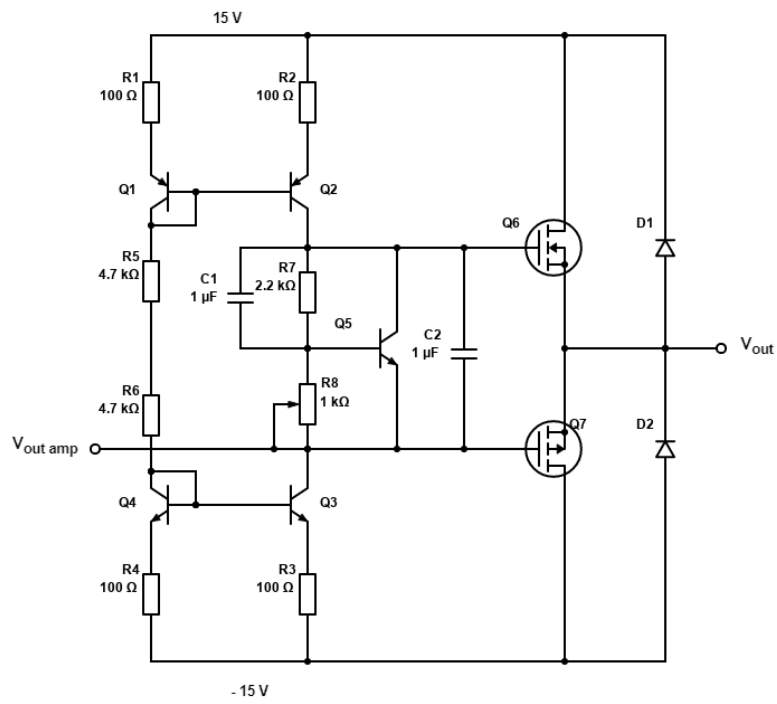 15 V
R1
100 Ω
R2
100 Ω
Q1
Q2
Q6
D1
R5
4.7 kΩ
C1
1 µF
R7
2.2 kΩ
Q5
C2
1 µF
Vout
R6
4.7 kΩ
R8
1 kΩ
Q7
D2
Vout amp
Q4
Q3
R4
100 Ω
R3
100 Ω
- 15 V